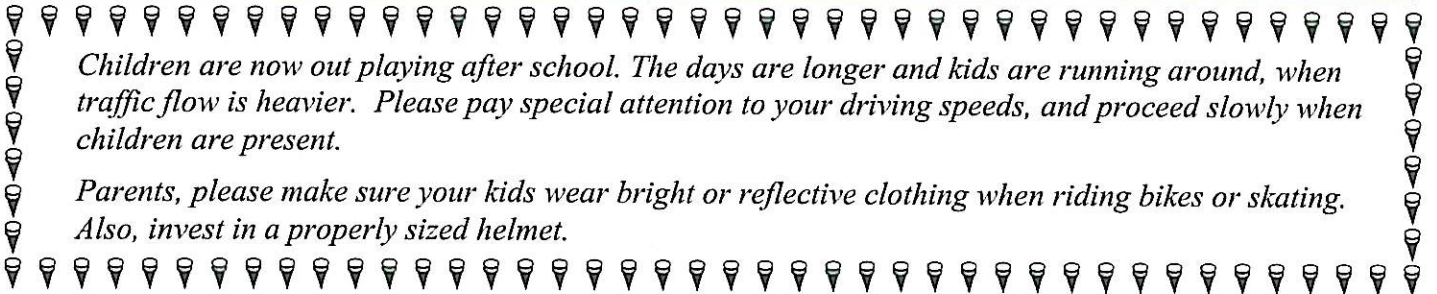 Children are now out playing after school. The days are longer and kids are running around, when
traffic flow is heavier. Please pay special attention to your driving speeds, and proceed slowly when
children are present.
Parents, please make sure your kids wear bright or reflective clothing when riding bikes or skating.
Also, invest in a properly sized helmet.